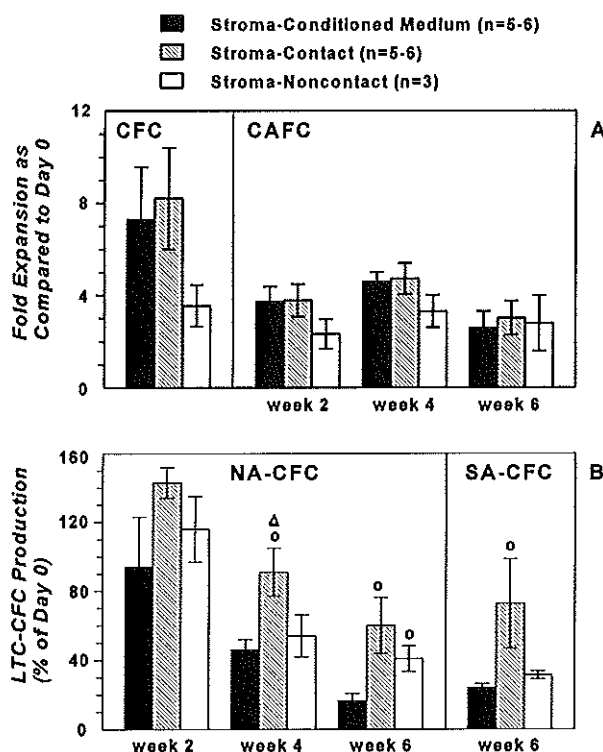 Stroma-Conditioned Medium (n=5-6)
Stroma-Contact (n=5-6)
Stroma-Noncontact (n=3)
CFC
CAFC
A
Fold Expansion as
Compared to Day 0
12
8
4
0
week 2
week 4
week 6
NA-CFC
SA-CFC
B
LTC-CFC Production
(% of Day 0)
160
120
80
40
0
Δ
o
o
o
o
week 2
week 4
week 6
week 6